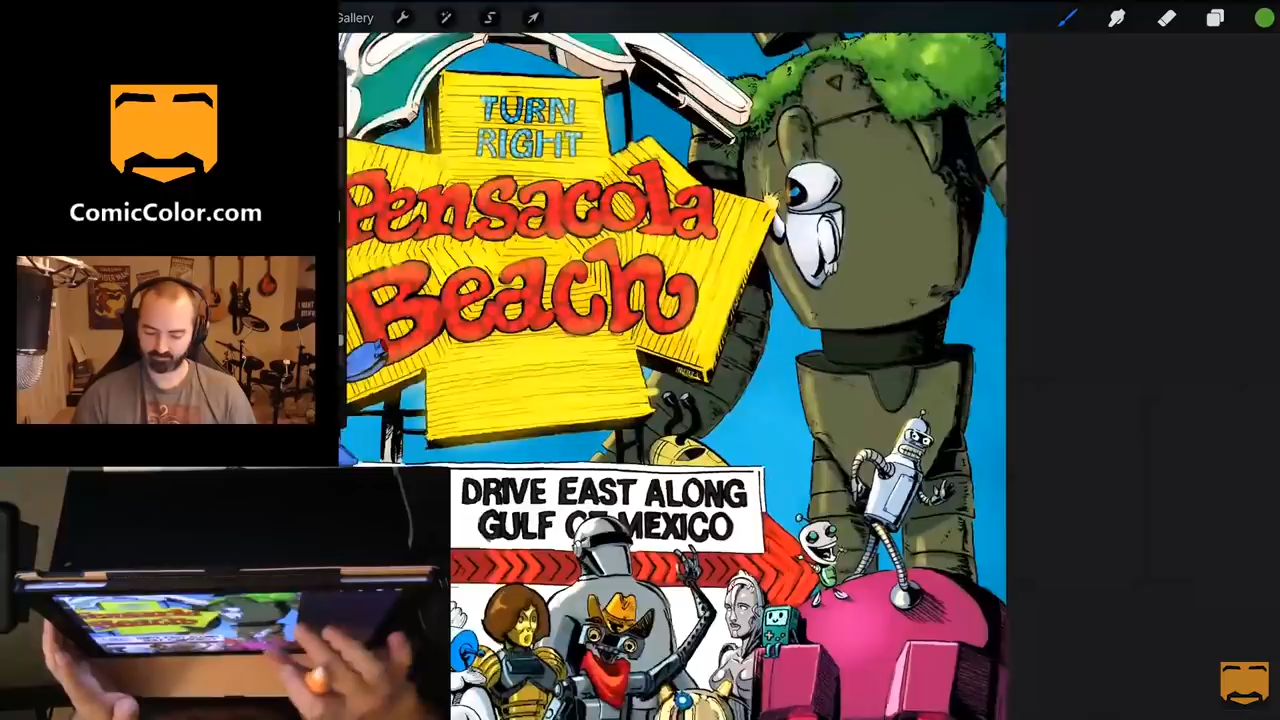 Gallery
TURN
RIGHT
Pensacola
Beach
ComicColor.com
DRIVE EAST ALONG
GULF OF MEXICO